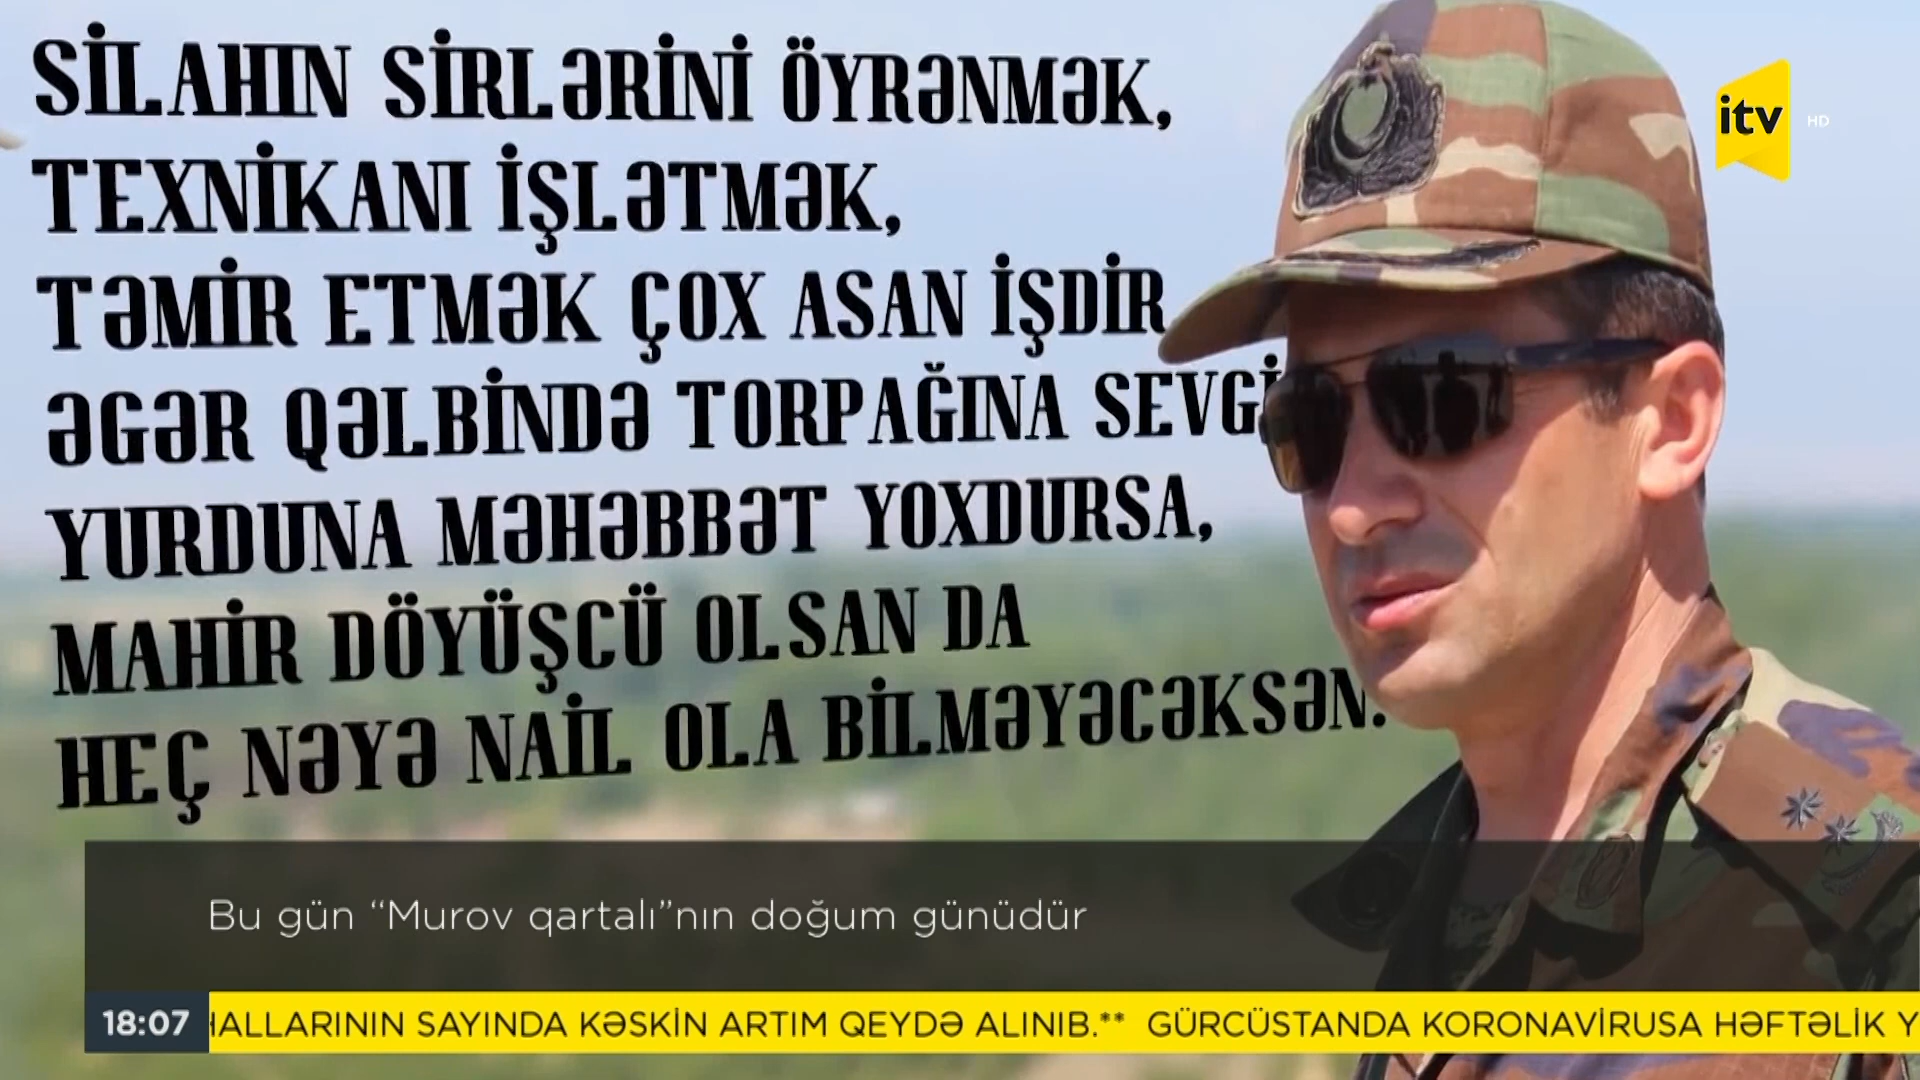 SİLAHIN SİRLƏRİNİ ÖYRƏNMƏK,
TEXNİKANI İŞLƏTMƏK,
TƏMİR ETMƏK ÇOX ASAN İŞDİR
ƏGƏR QƏLBİNDƏ TORPAĞINA SEVGİ
YURDUNA MƏHƏBBƏT YOXDURSA,
MAHİR DÖYÜŞCÜ OLSAN DA
HEÇ NƏYƏ NAİL OLA BİLMƏYƏCƏKSƏN.
itv HD
Bu gün “Murov qartalı”nın doğum günüdür
18:07 HALLARININ SAYINDA KƏSKİN ARTIM QEYDƏ ALINIB.** GÜRCÜSTANDA KORONAVİRUSA HƏFTƏLİK Y